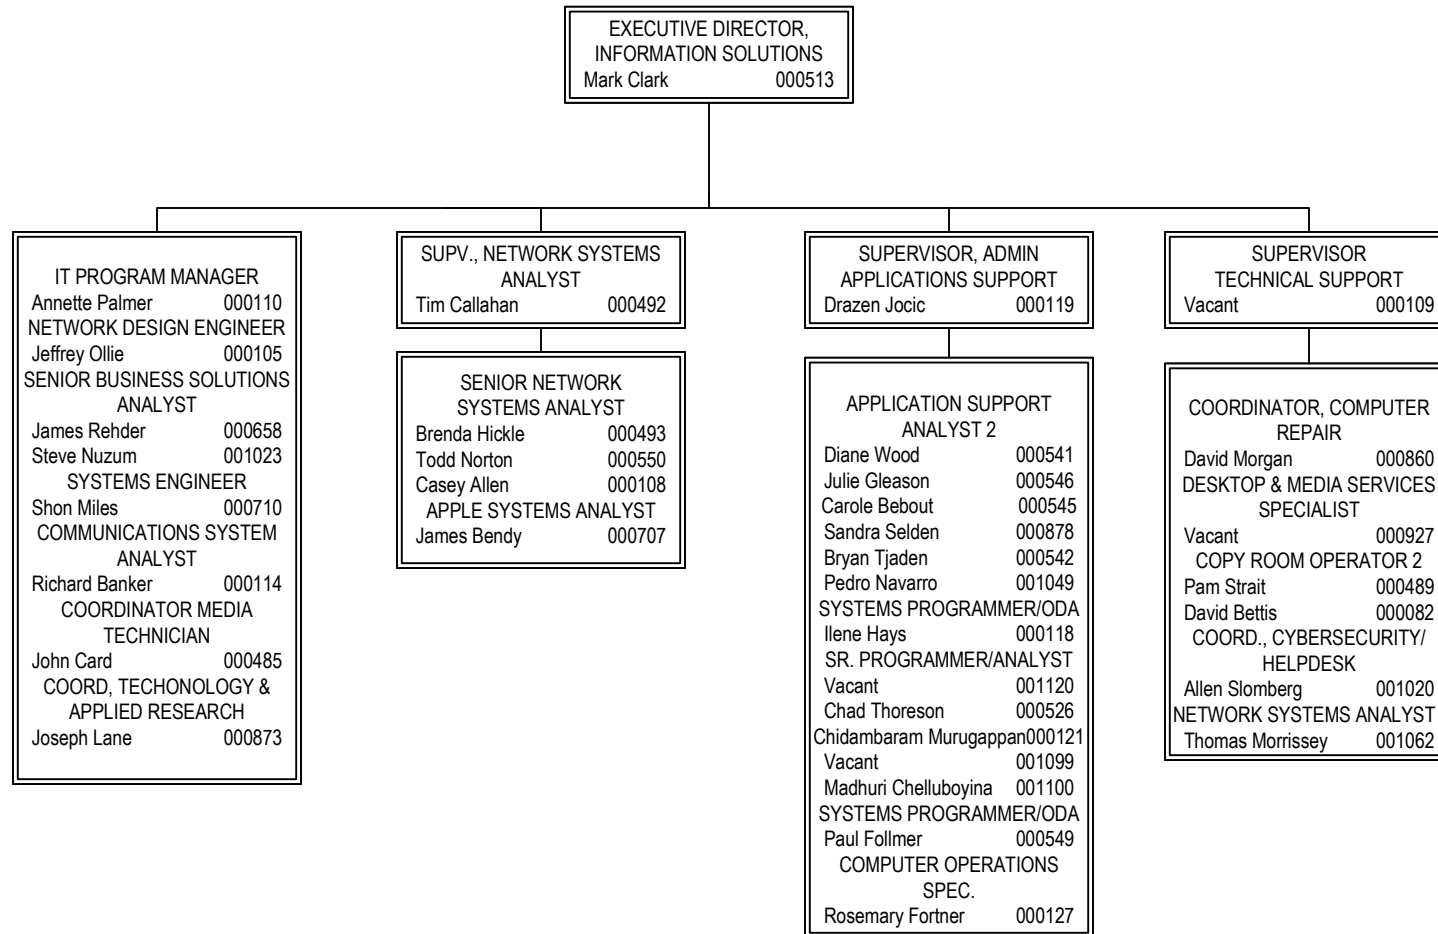 EXECUTIVE DIRECTOR,
INFORMATION SOLUTIONS
Mark Clark 000513
IT PROGRAM MANAGER
Annette Palmer 000110
NETWORK DESIGN ENGINEER
Jeffrey Ollie 000105
SENIOR BUSINESS SOLUTIONS
ANALYST
James Rehder 000658
Steve Nuzum 001023
SYSTEMS ENGINEER
Shon Miles 000710
COMMUNICATIONS SYSTEM
ANALYST
Richard Banker 000114
COORDINATOR MEDIA
TECHNICIAN
John Card 000485
COORD, TECHONOLOGY &
APPLIED RESEARCH
Joseph Lane 000873
SUPV., NETWORK SYSTEMS
ANALYST
Tim Callahan 000492
SENIOR NETWORK
SYSTEMS ANALYST
Brenda Hickle 000493
Todd Norton 000550
Casey Allen 000108
APPLE SYSTEMS ANALYST
James Bendy 000707
SUPERVISOR, ADMIN
APPLICATIONS SUPPORT
Drazen Jocic 000119
APPLICATION SUPPORT
ANALYST 2
Diane Wood 000541
Julie Gleason 000546
Carole Bebout 000545
Sandra Selden 000878
Bryan Tjaden 000542
Pedro Navarro 001049
SYSTEMS PROGRAMMER/ODA
Ilene Hays 000118
SR. PROGRAMMER/ANALYST
Vacant 001120
Chad Thoreson 000526
Chidambaram Murugappan000121
Vacant 001099
Madhuri Chelluboyina 001100
SYSTEMS PROGRAMMER/ODA
Paul Follmer 000549
COMPUTER OPERATIONS
SPEC.
Rosemary Fortner 000127
SUPERVISOR
TECHNICAL SUPPORT
Vacant 000109
COORDINATOR, COMPUTER
REPAIR
David Morgan 000860
DESKTOP & MEDIA SERVICES
SPECIALIST
Vacant 000927
COPY ROOM OPERATOR 2
Pam Strait 000489
David Bettis 000082
COORD., CYBERSECURITY/
HELPDESK
Allen Slomberg 001020
NETWORK SYSTEMS ANALYST
Thomas Morrissey 001062